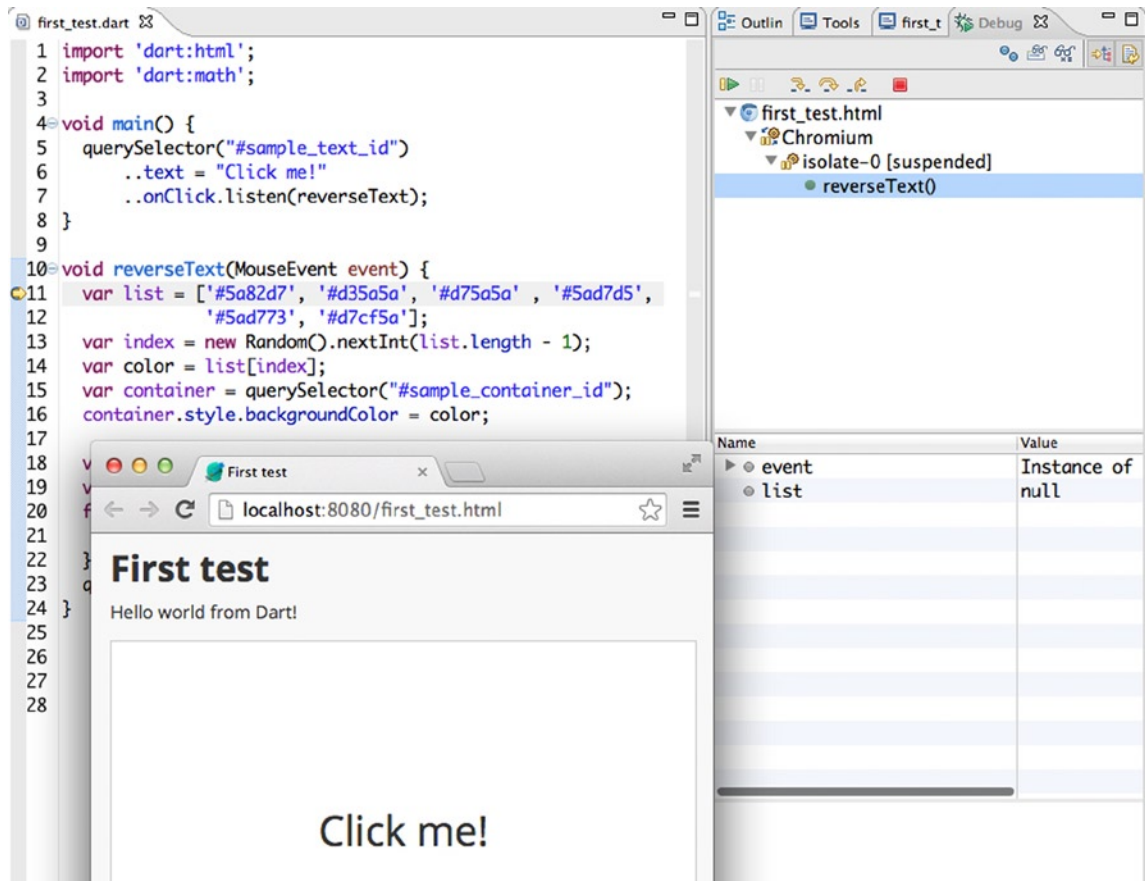 first_test.dart
1 import 'dart:html';
2 import 'dart:math';
3
4 void main() {
5 querySelector("#sample_text_id")
6 ..text = "Click me!"
7 ..onClick.listen(reverseText);
8 }
9
10 void reverseText(MouseEvent event) {
11 var list = ['#5a82d7', '#d35a5a', '#d75a5a' , '#5ad7d5',
12 '#5ad773', '#d7cf5a'];
13 var index = new Random().nextInt(list.length - 1);
14 var color = list[index];
15 var container = querySelector("#sample_container_id");
16 container.style.backgroundColor = color;
17
18 v
19 v
20 f
21
22 }
23 q
24 }
25
26
27
28
First test
localhost:8080/first_test.html
First test
Hello world from Dart!
Click me!
Outlin Tools first_t Debug
first_test.html
Chromium
isolate-0 [suspended]
reverseText()
Name Value
event Instance of
list null